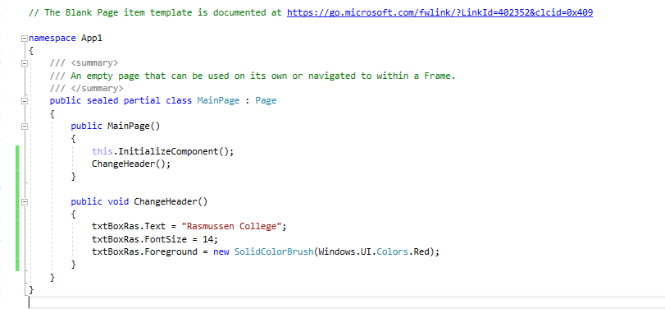 // The Blank Page item template is documented at https://go.microsoft.com/fwlink/?LinkId=402352&clcid=0x409
namespace App1
{
/// <summary>
/// An empty page that can be used on its own or navigated to within a Frame.
/// </summary>
public sealed partial class MainPage : Page
{
public MainPage()
{
this.InitializeComponent();
ChangeHeader();
}
public void ChangeHeader()
{
txtBoxRas.Text = "Rasmussen College";
txtBoxRas.FontSize = 14;
txtBoxRas.Foreground = new SolidColorBrush(Windows.UI.Colors.Red);
}
}
}